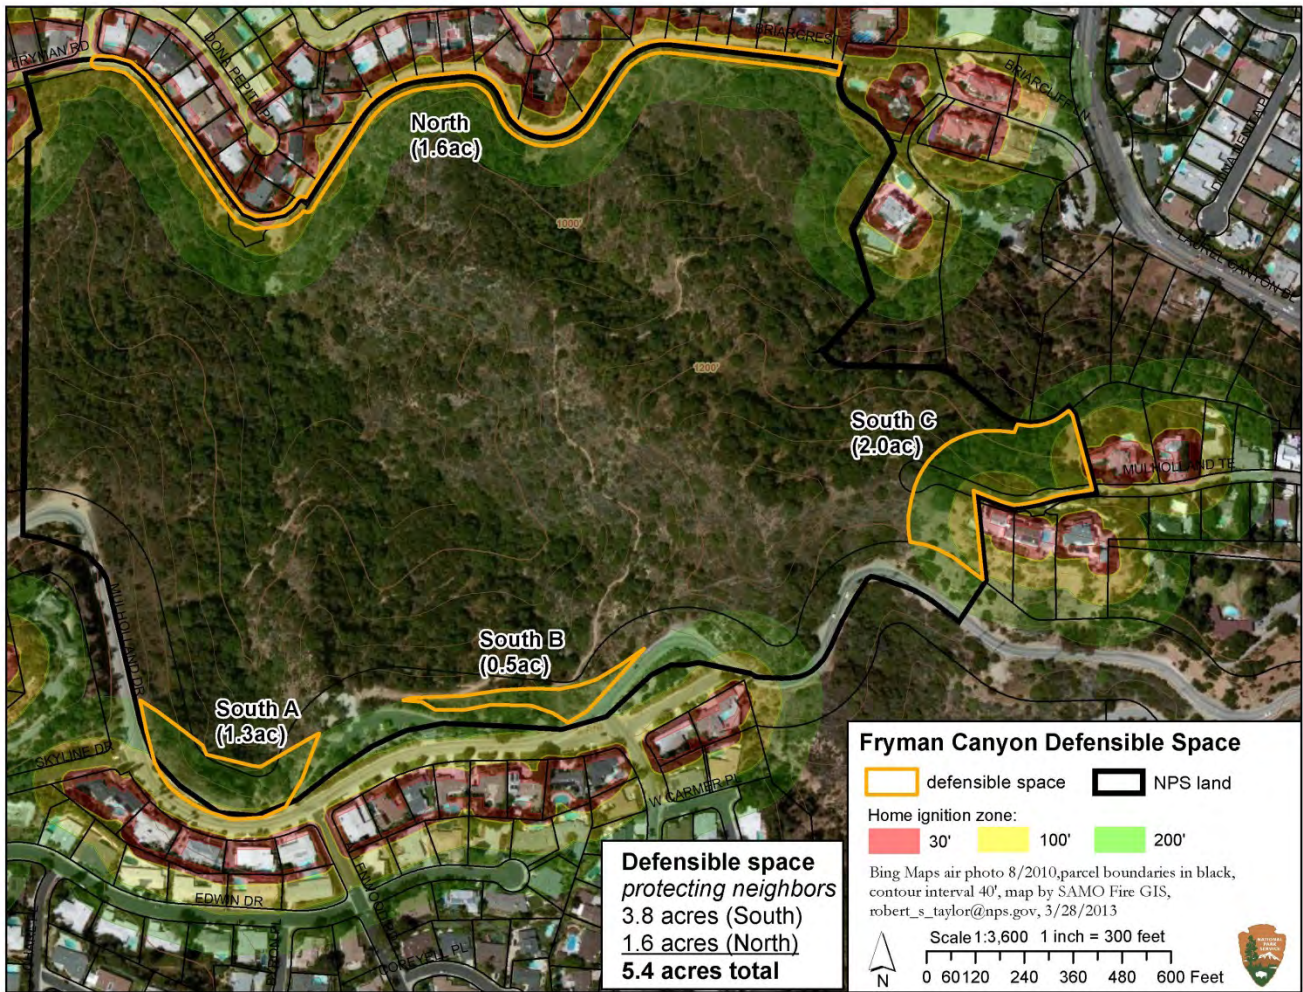 FRYMAN RD
DONA PEPITA PL
BRIARCREST
BRIARCLIFF LN
LAUREL CANYON BL
North
(1.6ac)
1000'
1200'
South C
(2.0ac)
MULHOLLAND TE
MULHOLLAND DR
South B
(0.5ac)
South A
(1.3ac)
SKYLINE DR
W CARMER PL
EDWIN DR
Fryman Canyon Defensible Space
defensible space
NPS land
Home ignition zone:
30'
100'
200'
Bing Maps air photo 8/2010,parcel boundaries in black,
contour interval 40', map by SAMO Fire GIS,
robert_s_taylor@nps.gov, 3/28/2013
Scale 1:3,600 1 inch = 300 feet
N
0 60 120 240 360 480 600 Feet
NATIONAL
PARK
SERVICE
Defensible space
protecting neighbors
3.8 acres (South)
1.6 acres (North)
5.4 acres total